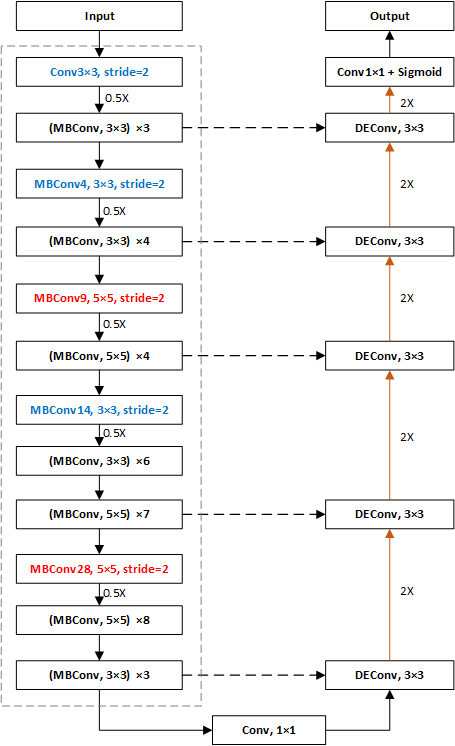 Input
Conv3×3, stride=2
0.5X
(MBConv, 3×3) ×3
MBConv4, 3×3, stride=2
0.5X
(MBConv, 3×3) ×4
MBConv9, 5×5, stride=2
0.5X
(MBConv, 5×5) ×4
MBConv14, 3×3, stride=2
0.5X
(MBConv, 3×3) ×6
(MBConv, 5×5) ×7
MBConv28, 5×5, stride=2
0.5X
(MBConv, 5×5) ×8
(MBConv, 3×3) ×3
Conv, 1×1
Output
Conv1×1 + Sigmoid
2X
DEConv, 3×3
2X
DEConv, 3×3
2X
DEConv, 3×3
2X
DEConv, 3×3
2X
DEConv, 3×3